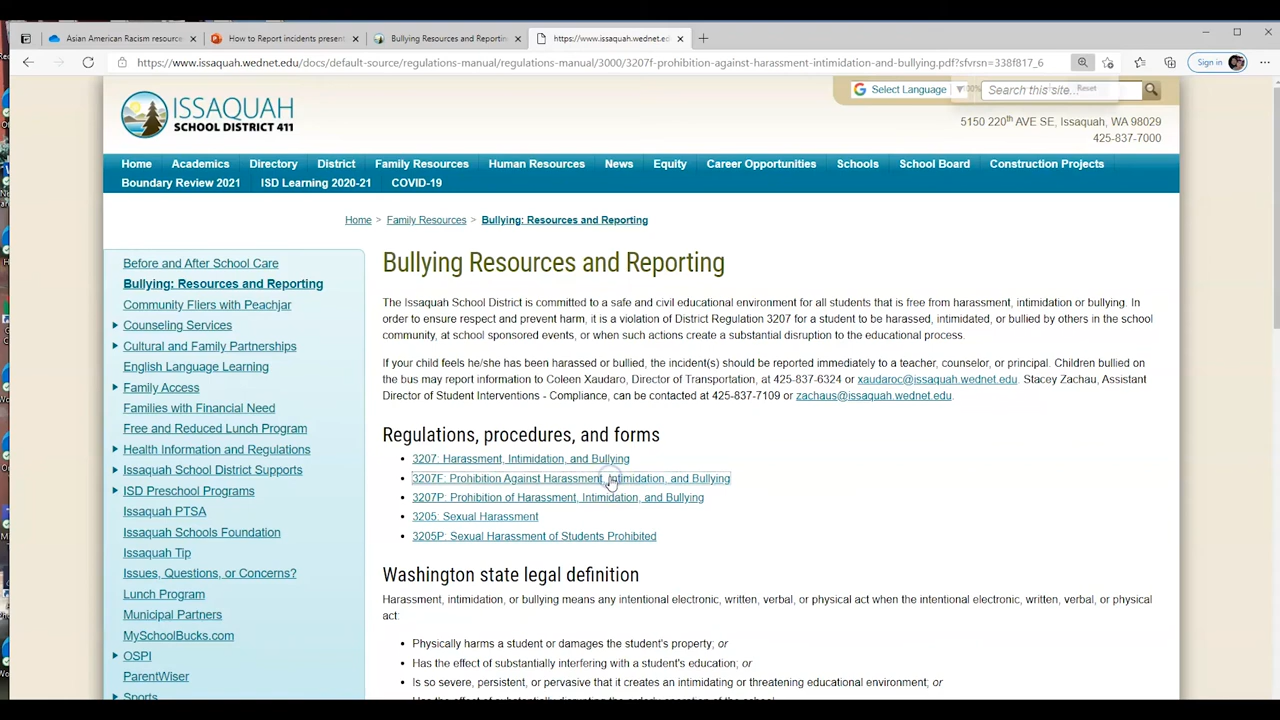 Asian American Racism resource
How to Report incidents present
Bullying Resources and Reporting
https://www.issaquah.wednet.ed
https://www.issaquah.wednet.edu/docs/default-source/regulations-manual/regulations-manual/3000/3207f-prohibition-against-harassment-intimidation-and-bullying.pdf?sfvrsn=338f817_6
Sign in
ISSAQUAH
SCHOOL DISTRICT 411
Select Language
Search this site...
Reset
5150 220th AVE SE, Issaquah, WA 98029
425-837-7000
Home Academics Directory District Family Resources Human Resources News Equity Career Opportunities Schools School Board Construction Projects
Boundary Review 2021 ISD Learning 2020-21 COVID-19
Home > Family Resources > Bullying: Resources and Reporting
Before and After School Care
Bullying: Resources and Reporting
Community Fliers with Peachjar
Counseling Services
Cultural and Family Partnerships
English Language Learning
Family Access
Families with Financial Need
Free and Reduced Lunch Program
Health Information and Regulations
Issaquah School District Supports
ISD Preschool Programs
Issaquah PTSA
Issaquah Schools Foundation
Issaquah Tip
Issues, Questions, or Concerns?
Lunch Program
Municipal Partners
MySchoolBucks.com
OSPI
ParentWiser
Sports
Bullying Resources and Reporting
The Issaquah School District is committed to a safe and civil educational environment for all students that is free from harassment, intimidation or bullying. In
order to ensure respect and prevent harm, it is a violation of District Regulation 3207 for a student to be harassed, intimidated, or bullied by others in the school
community, at school sponsored events, or when such actions create a substantial disruption to the educational process.
If your child feels he/she has been harassed or bullied, the incident(s) should be reported immediately to a teacher, counselor, or principal. Children bullied on
the bus may report information to Coleen Xaudaro, Director of Transportation, at 425-837-6324 or xaudaroc@issaquah.wednet.edu. Stacey Zachau, Assistant
Director of Student Interventions - Compliance, can be contacted at 425-837-7109 or zachaus@issaquah.wednet.edu.
Regulations, procedures, and forms
• 3207: Harassment, Intimidation, and Bullying
• 3207F: Prohibition Against Harassment, Intimidation, and Bullying
• 3207P: Prohibition of Harassment, Intimidation, and Bullying
• 3205: Sexual Harassment
• 3205P: Sexual Harassment of Students Prohibited
Washington state legal definition
Harassment, intimidation, or bullying means any intentional electronic, written, verbal, or physical act when the intentional electronic, written, verbal, or physical
act:
• Physically harms a student or damages the student's property; or
• Has the effect of substantially interfering with a student's education; or
• Is so severe, persistent, or pervasive that it creates an intimidating or threatening educational environment; or
• Has the effect of substantially disrupting the orderly operation of the school.